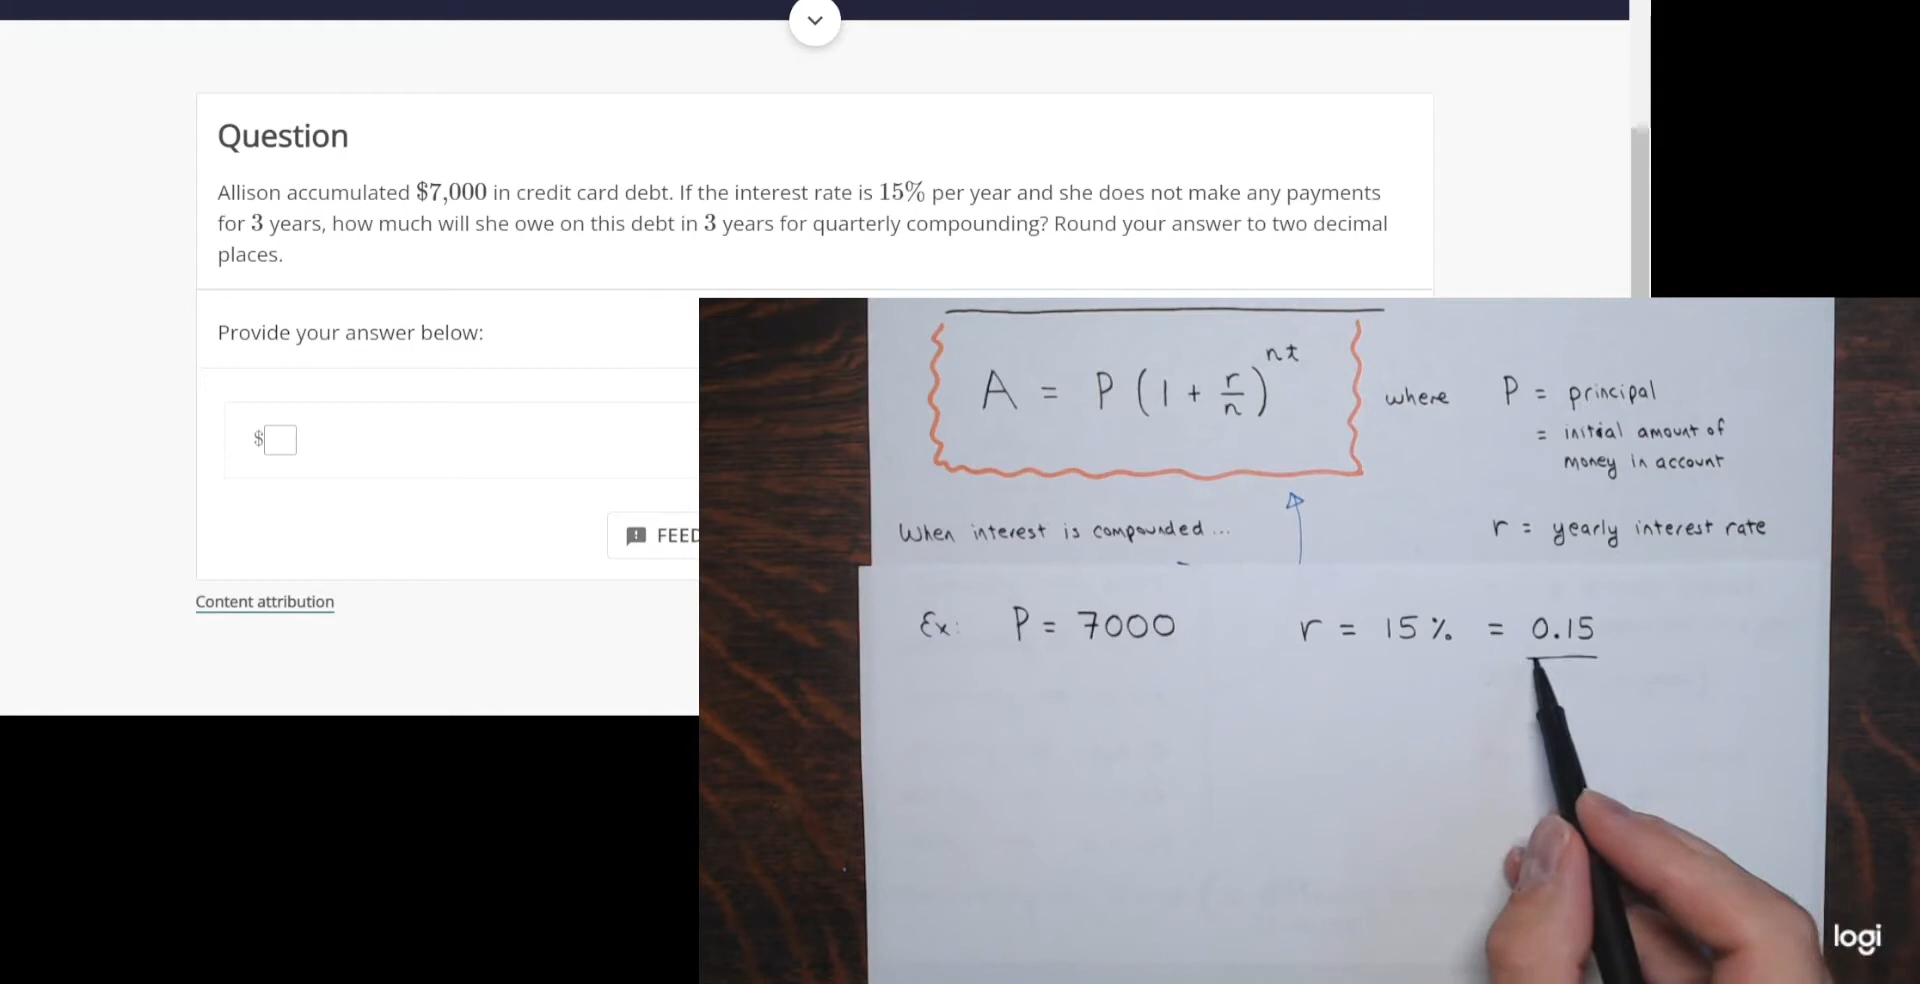 Question
Allison accumulated $7,000 in credit card debt. If the interest rate is 15% per year and she does not make any payments
for 3 years, how much will she owe on this debt in 3 years for quarterly compounding? Round your answer to two decimal
places.
Provide your answer below:
$
FEED
Content attribution
A = P (1 + r/n)^nt where P = principal
= initial amount of
money in account
When interest is compounded ... r = yearly interest rate
Ex: P = 7000 r = 15% = 0.15
logi